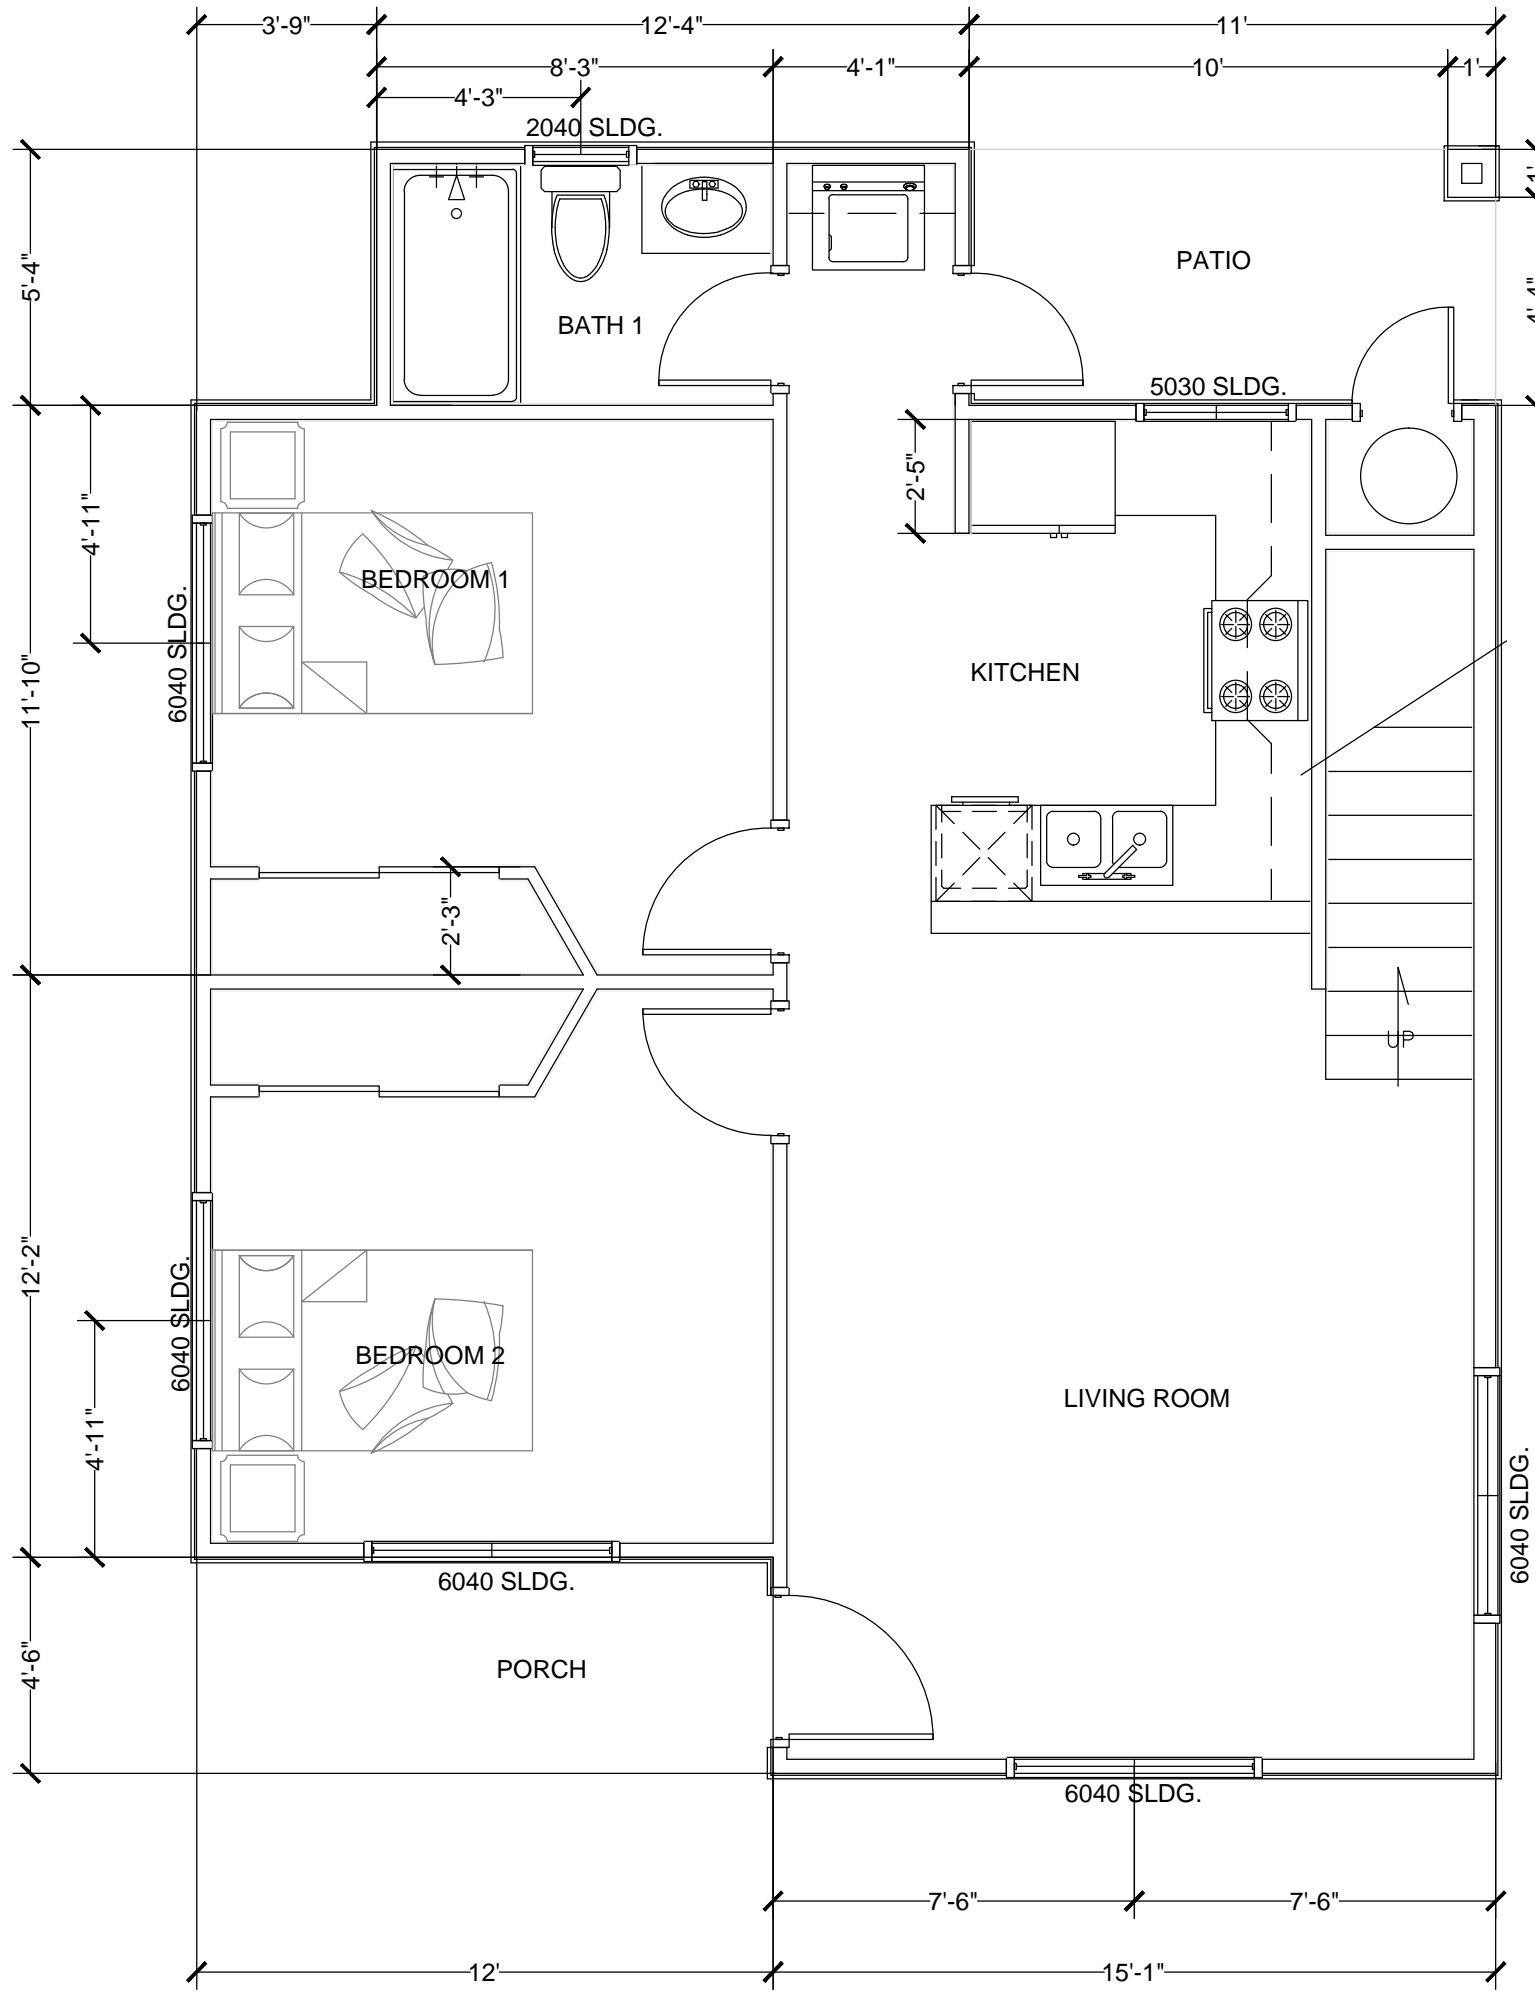 3'-9"
12'-4"
11'
8'-3"
4'-1"
10'
1'
4'-3"
2040 SLDG.
1'
5'-4"
PATIO
4'-4"
BATH 1
5030 SLDG.
2'-5"
4'-11"
BEDROOM 1
6040 SLDG.
KITCHEN
11'-10"
2'-3"
UP
12'-2"
6040 SLDG.
BEDROOM 2
4'-11"
LIVING ROOM
6040 SLDG.
6040 SLDG.
4'-6"
PORCH
6040 SLDG.
7'-6"
7'-6"
12'
15'-1"